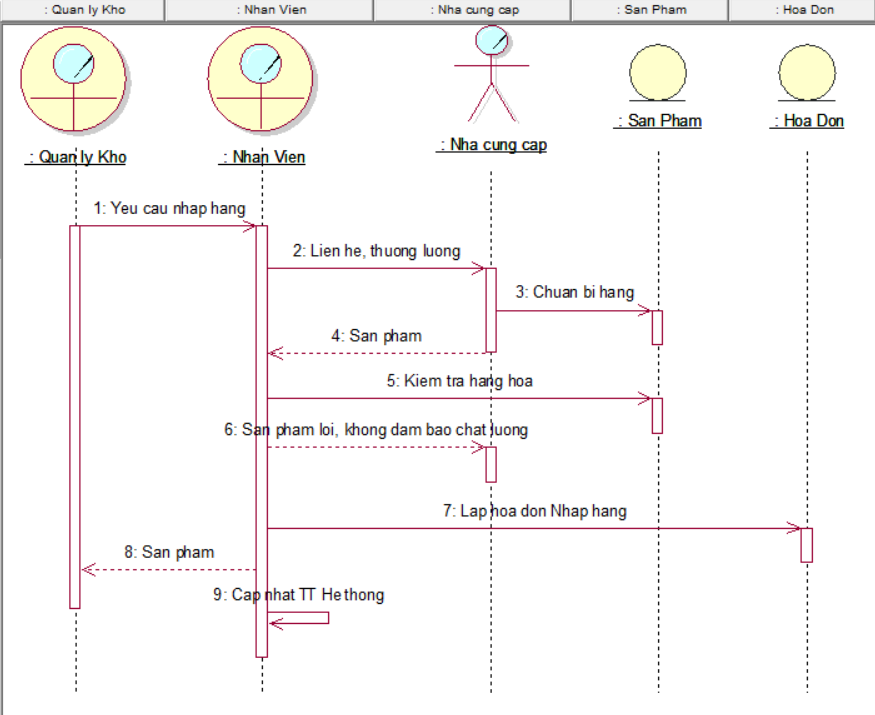 : Quan ly Kho
: Nhan Vien
: Nha cung cap
: San Pham
: Hoa Don
: Quan ly Kho
: Nhan Vien
: Nha cung cap
: San Pham
: Hoa Don
1: Yeu cau nhap hang
2: Lien he, thuong luong
3: Chuan bi hang
4: San pham
5: Kiem tra hang hoa
6: San pham loi, khong dam bao chat luong
7: Lap hoa don Nhap hang
8: San pham
9: Cap nhat TT He thong